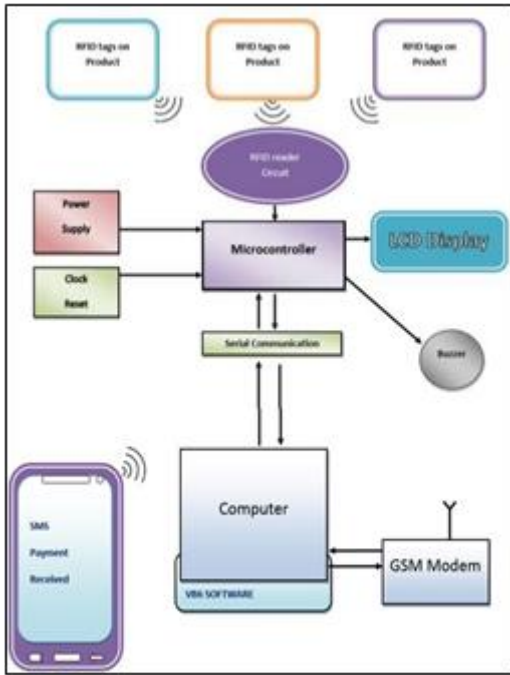 RFID tags on
Product
RFID tags on
Product
RFID tags on
Product
RFID reader
Circuit
Power
Supply
Microcontroller
LCD Display
Clock
Reset
Serial Communication
Buzzer
Computer
SMS
Payment
Received
GSM Modem
VB6 SOFTWARE